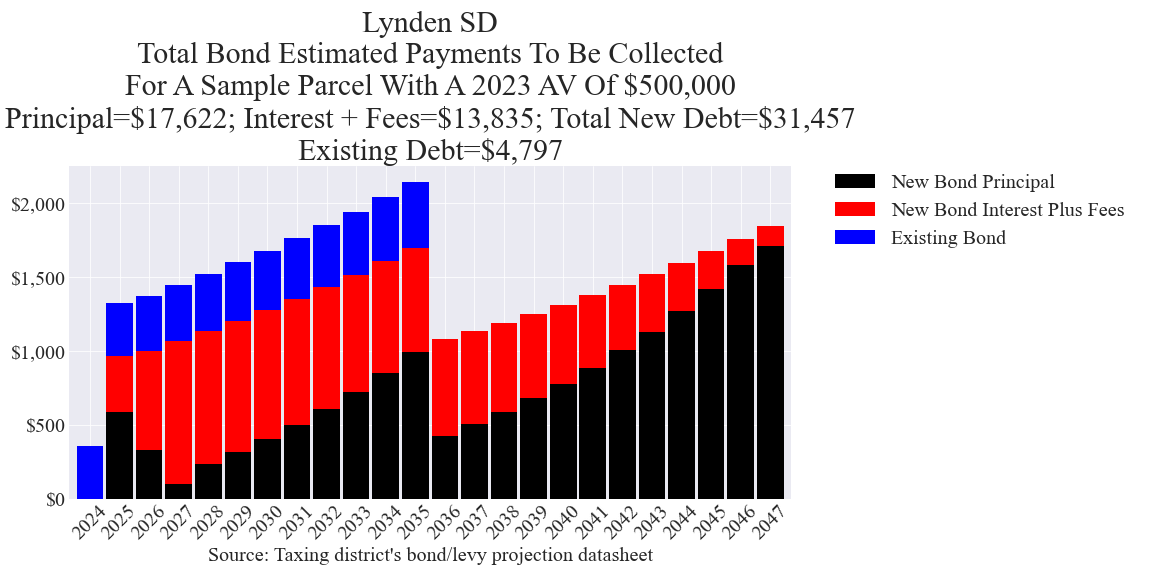 Lynden SD
Total Bond Estimated Payments To Be Collected
For A Sample Parcel With A 2023 AV Of $500,000
Principal=$17,622; Interest + Fees=$13,835; Total New Debt=$31,457
Existing Debt=$4,797
New Bond Principal
New Bond Interest Plus Fees
Existing Bond
$2,000
$1,500
$1,000
$500
$0
2024 2025 2026 2027 2028 2029 2030 2031 2032 2033 2034 2035 2036 2037 2038 2039 2040 2041 2042 2043 2044 2045 2046 2047
Source: Taxing district's bond/levy projection datasheet